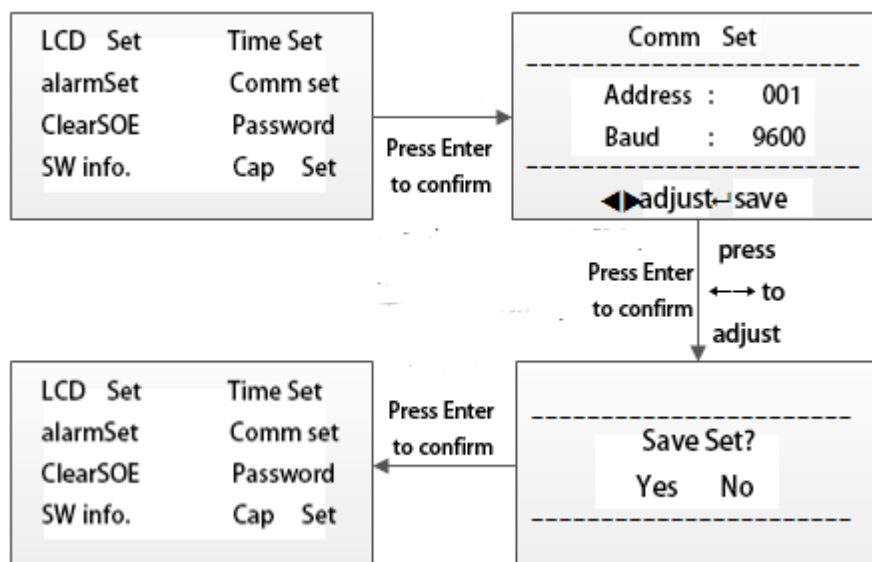 LCD Set Time Set
alarmSet Comm set
ClearSOE Password
SW info. Cap Set
Press Enter
to confirm
Comm Set
Address : 001
Baud : 9600
◀▶adjust↵save
Press Enter
to confirm
press
←→ to
adjust
Save Set?
Yes No
Press Enter
to confirm
LCD Set Time Set
alarmSet Comm set
ClearSOE Password
SW info. Cap Set